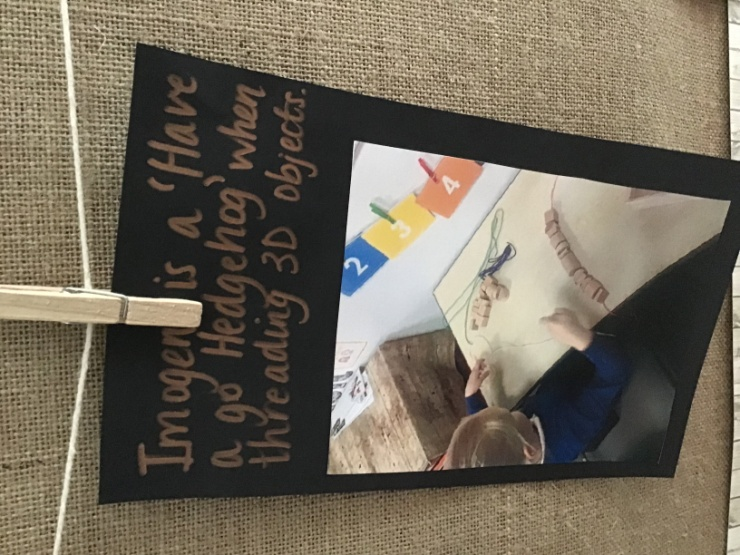 Imogen is a 'Have
a go Hedgehog' when
threading 3D objects.
2
3
4